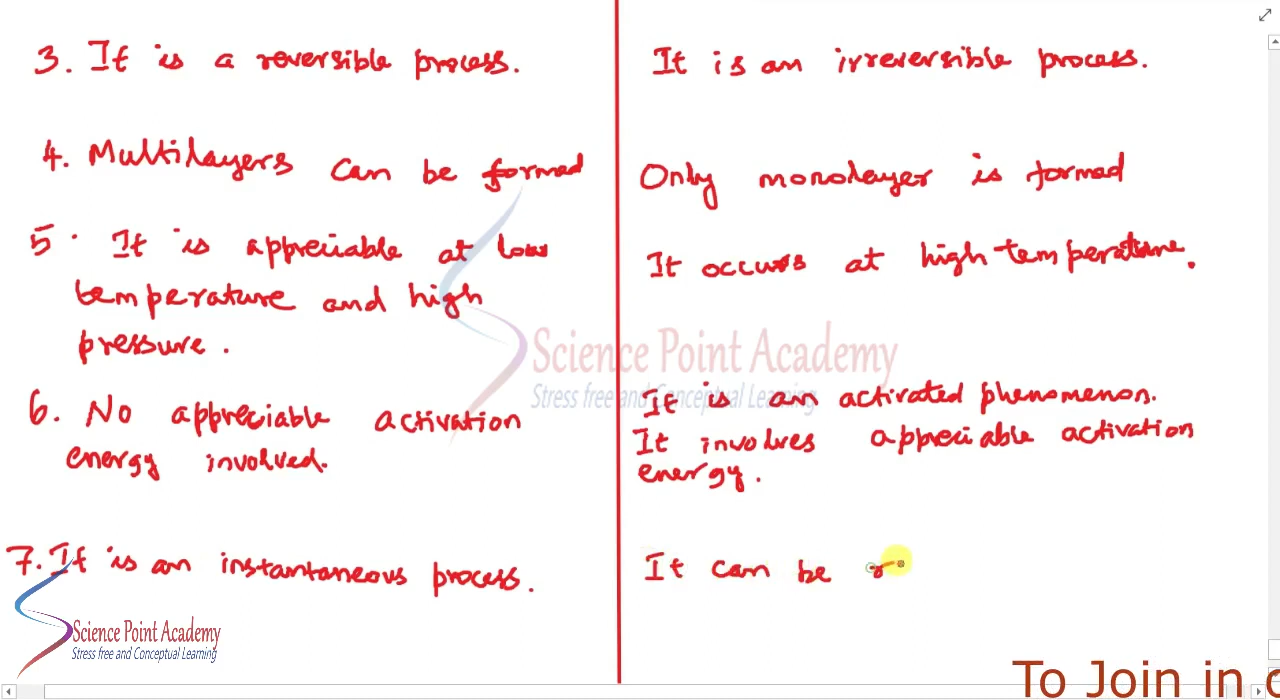 3. It is a reversible process.
It is an irreversible process.
4. Multilayers can be formed
Only monolayer is formed
5. It is appreciable at low
temperature and high
pressure.
It occurs at high temperature.
Science Point Academy
Stress free and Conceptual Learning
6. No appreciable activation
energy involved.
It is an activated phenomenon.
It involves appreciable activation
energy.
7. It is an instantaneous process.
It can be
Science Point Academy
Stress free and Conceptual Learning
To Join in